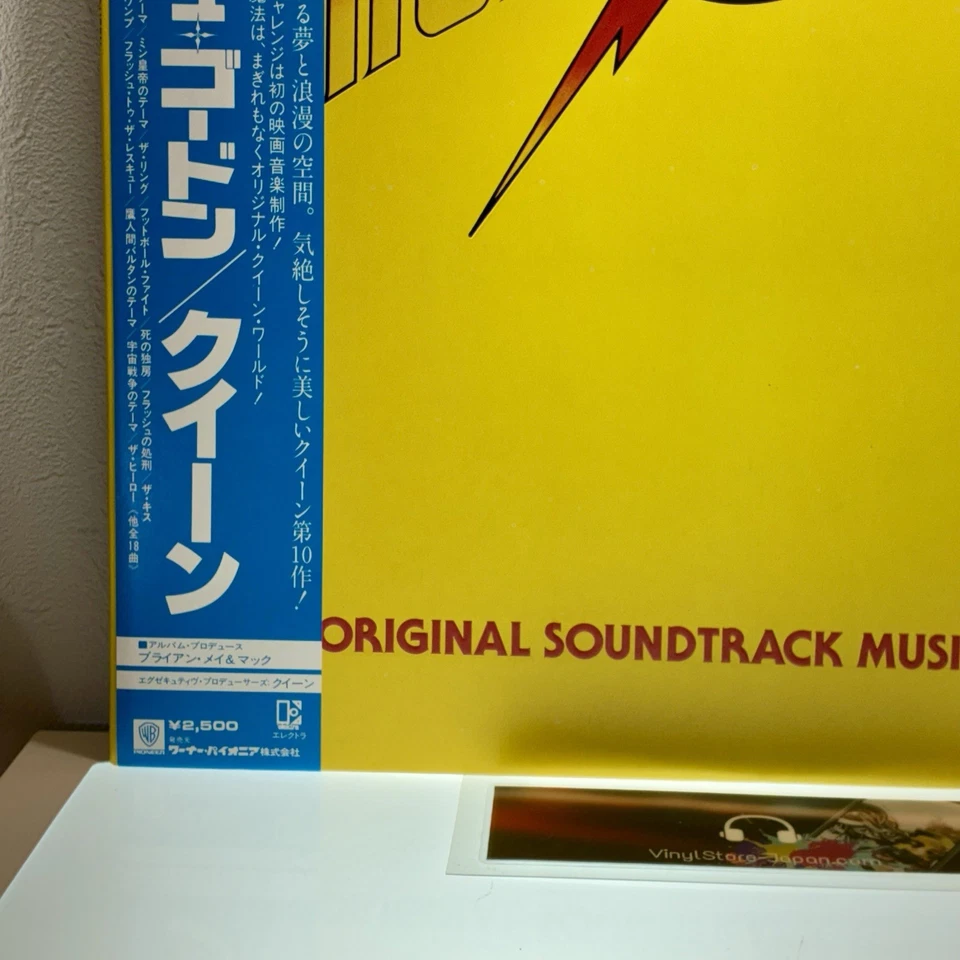 る夢と浪漫の空間。気絶しそうに美しいクイーン第10作!
ャレンジは初の映画音楽制作!
法は、まぎれもなくオリジナル・クイーン・ワールド!
ゴードン/クイーン
ーマ/ミン皇帝のテーマ/ザ・リング/フットボール・ファイト/死の独房/フラッシュの処刑/ザ・キス
ンプ/フラッシュ・トゥ・ザ・レスキュー/鷹人間バルタンのテーマ/宇宙戦争のテーマ/ザ・ヒーロー《他全18曲》
■アルバム・プロデュース
ブライアン・メイ&マック
エグゼキュティヴ・プロデューサーズ:クイーン
¥2,500
エレクトラ
WB
PIONEER
発売元
ワーナー・パイオニア株式会社
ORIGINAL SOUNDTRACK MUSI
VinylStore-Japan.com